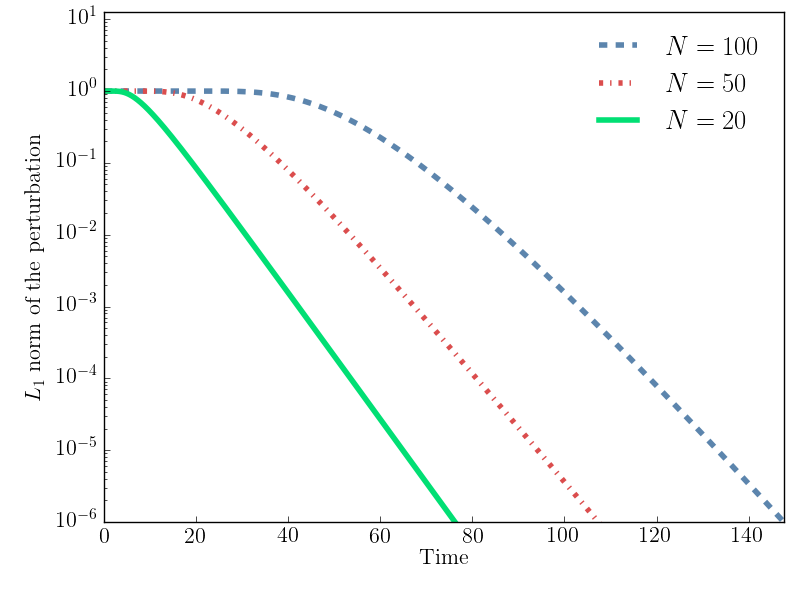 10^1
10^0
10^-1
10^-2
10^-3
10^-4
10^-5
10^-6
L_1 norm of the perturbation
N = 100
N = 50
N = 20
0 20 40 60 80 100 120 140
Time